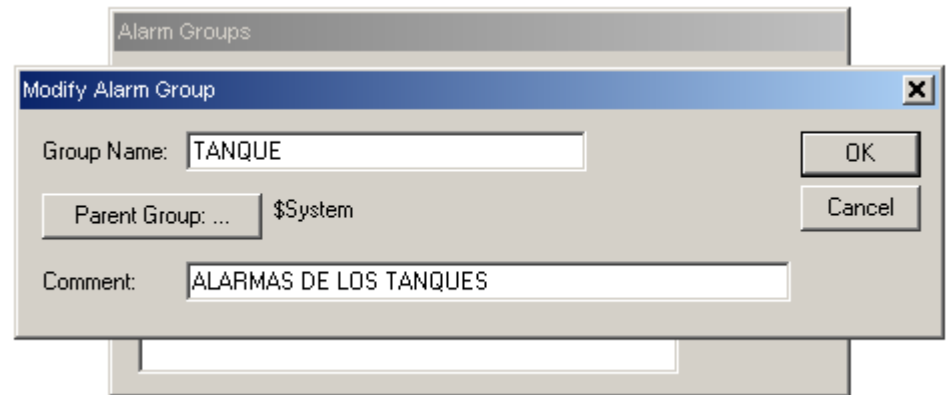 Alarm Groups
Modify Alarm Group
Group Name: TANQUE OK
Parent Group: ... $System Cancel
Comment: ALARMAS DE LOS TANQUES